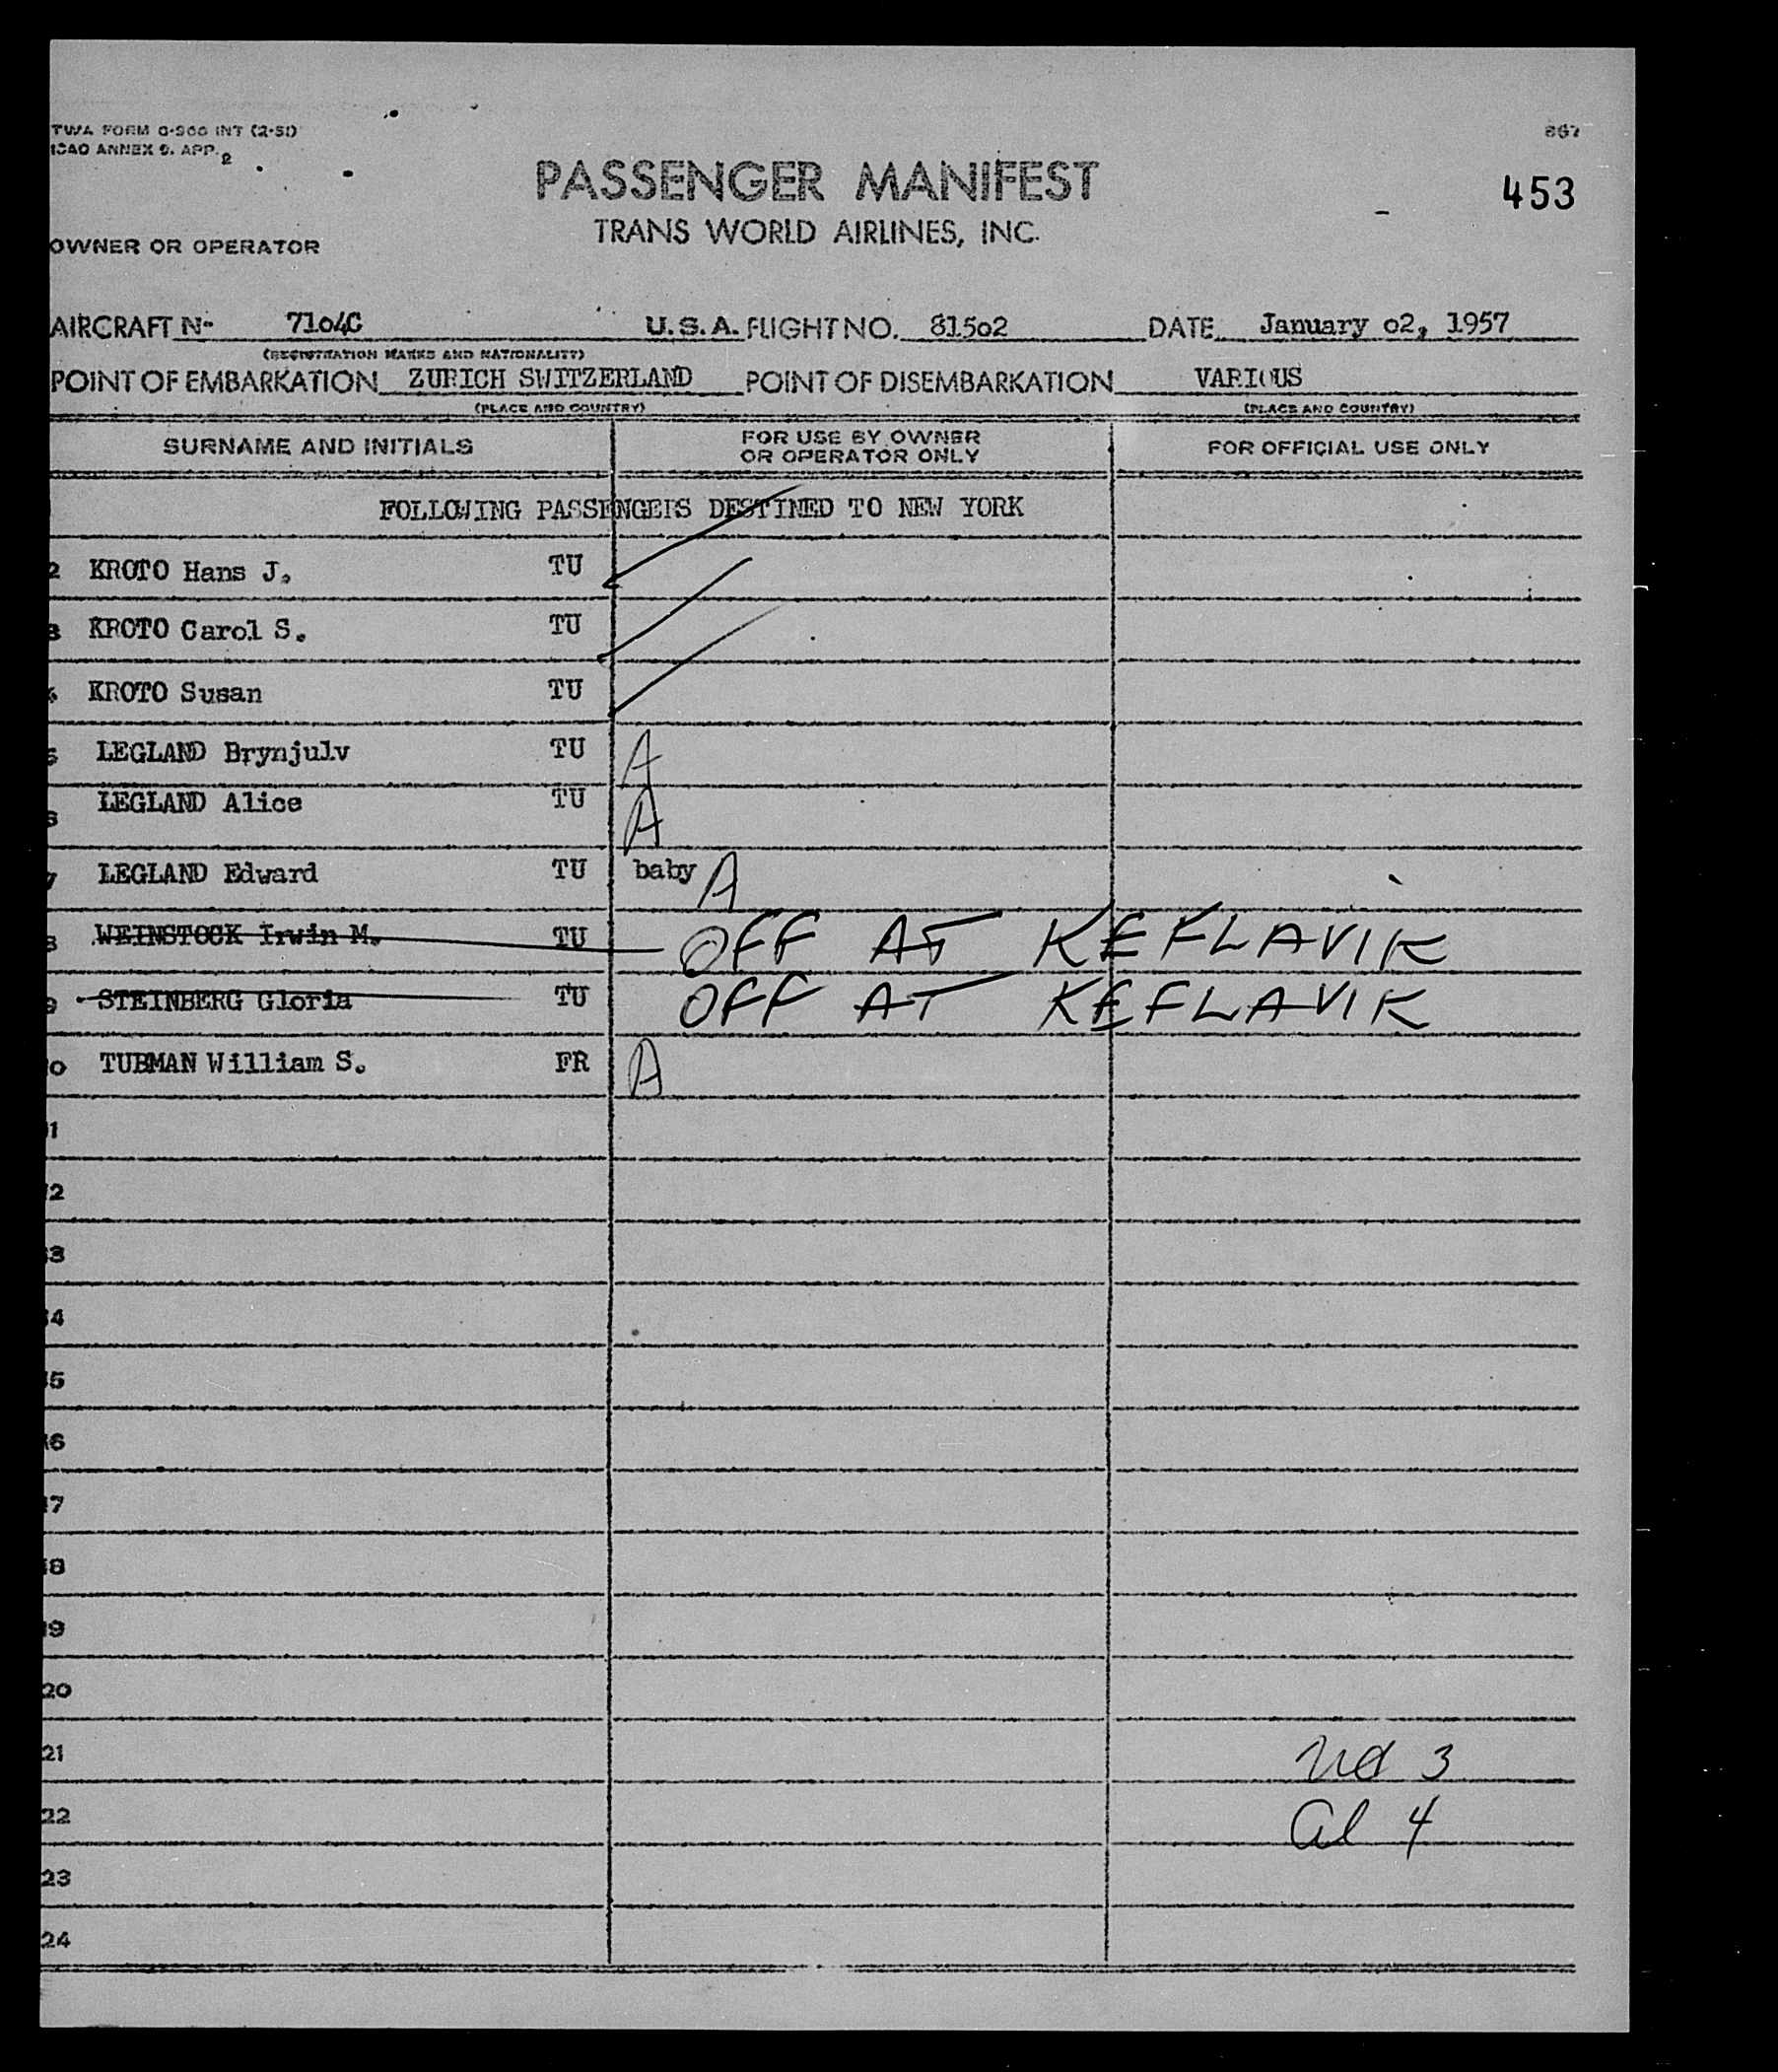 TWA FORM 0-966 INT (2-51)
ICAO ANNEX 9. APP. 2
867
PASSENGER MANIFEST
453
TRANS WORLD AIRLINES, INC.
OWNER OR OPERATOR
AIRCRAFT N- 7104C U.S.A. FLIGHT NO. 81502 DATE January 02, 1957
(REGISTRATION MARKS AND NATIONALITY)
POINT OF EMBARKATION ZURICH SWITZERLAND POINT OF DISEMBARKATION VARIOUS
(PLACE AND COUNTRY) (PLACE AND COUNTRY)
SURNAME AND INITIALS FOR USE BY OWNER OR OPERATOR ONLY FOR OFFICIAL USE ONLY
FOLLOWING PASSENGERS DESTINED TO NEW YORK
2 KROTO Hans J. TU
3 KROTO Carol S. TU
4 KROTO Susan TU
5 LEGLAND Brynjulv TU A
6 LEGLAND Alice TU A
7 LEGLAND Edward TU baby A
8 WEINSTOCK Irwin M. TU OFF AT KEFLAVIK
9 STEINBERG Gloria TU OFF AT KEFLAVIK
0 TUBMAN William S. FR A
11
12
13
14
15
16
17
18
19
20
21 3
22 Al 4
23
24